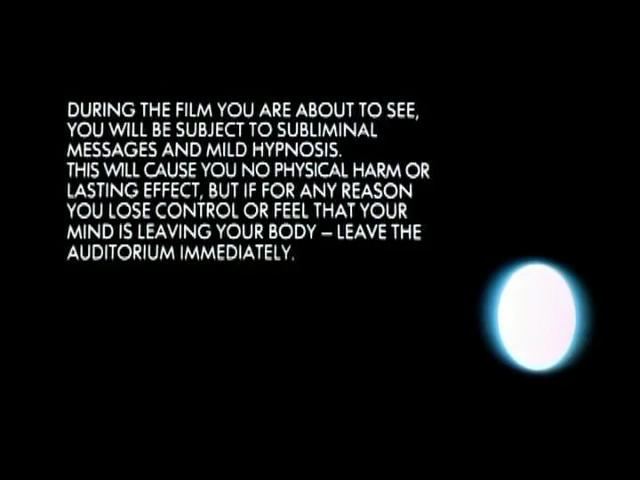 DURING THE FILM YOU ARE ABOUT TO SEE,
YOU WILL BE SUBJECT TO SUBLIMINAL
MESSAGES AND MILD HYPNOSIS.
THIS WILL CAUSE YOU NO PHYSICAL HARM OR
LASTING EFFECT, BUT IF FOR ANY REASON
YOU LOSE CONTROL OR FEEL THAT YOUR
MIND IS LEAVING YOUR BODY – LEAVE THE
AUDITORIUM IMMEDIATELY.